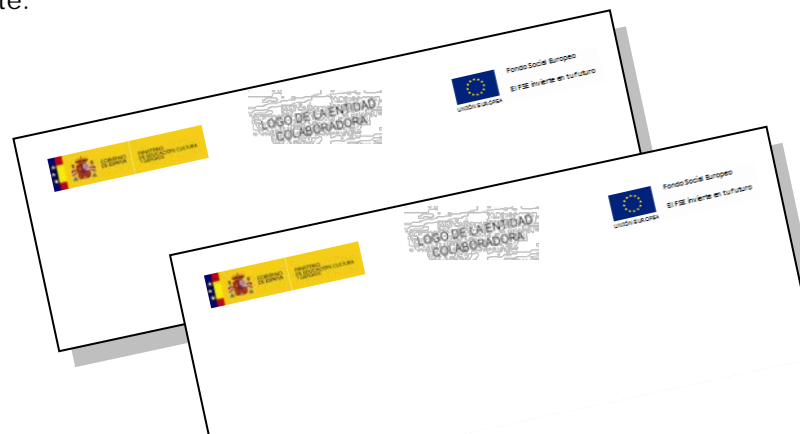 te.
GOBIERNO
DE ESPAÑA
MINISTERIO
DE EDUCACIÓN, CULTURA
Y DEPORTE
LOGO DE LA ENTIDAD
COLABORADORA
UNIÓN EUROPEA
Fondo Social Europeo
El FSE invierte en tu futuro
GOBIERNO
DE ESPAÑA
MINISTERIO
DE EDUCACIÓN, CULTURA
Y DEPORTE
LOGO DE LA ENTIDAD
COLABORADORA
UNIÓN EUROPEA
Fondo Social Europeo
El FSE invierte en tu futuro